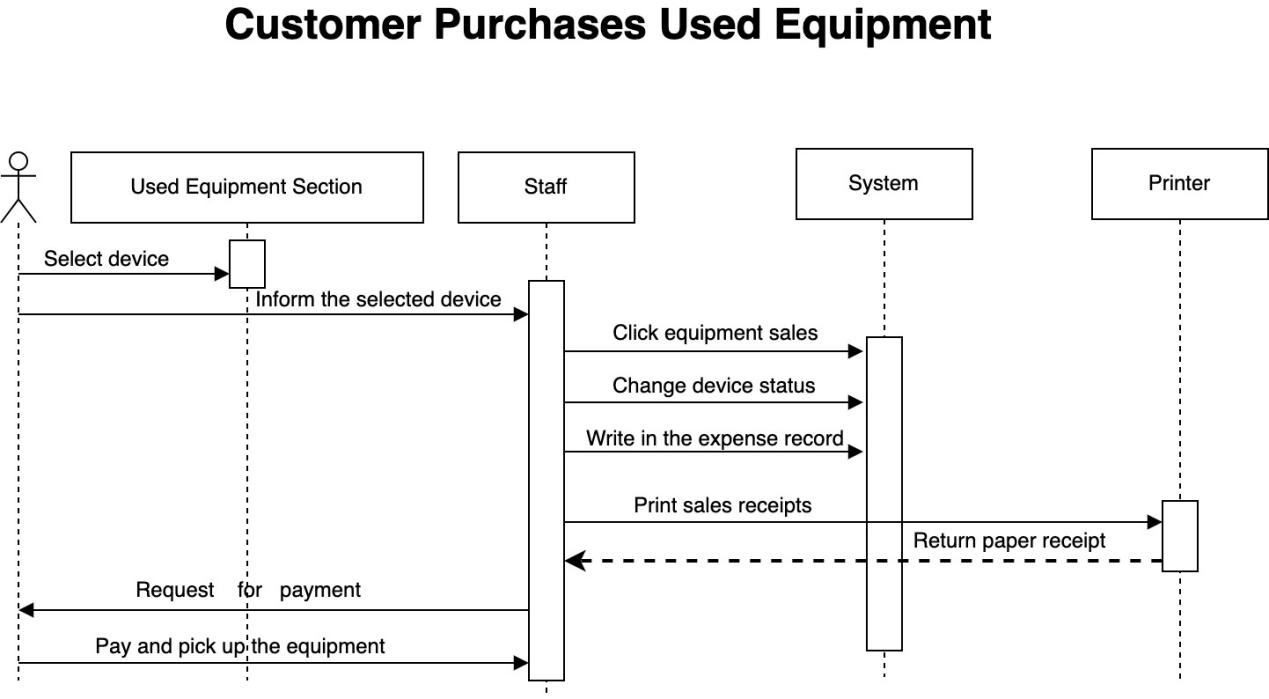 Customer Purchases Used Equipment
Used Equipment Section
Staff
System
Printer
Select device
Inform the selected device
Click equipment sales
Change device status
Write in the expense record
Print sales receipts
Return paper receipt
Request for payment
Pay and pick up the equipment